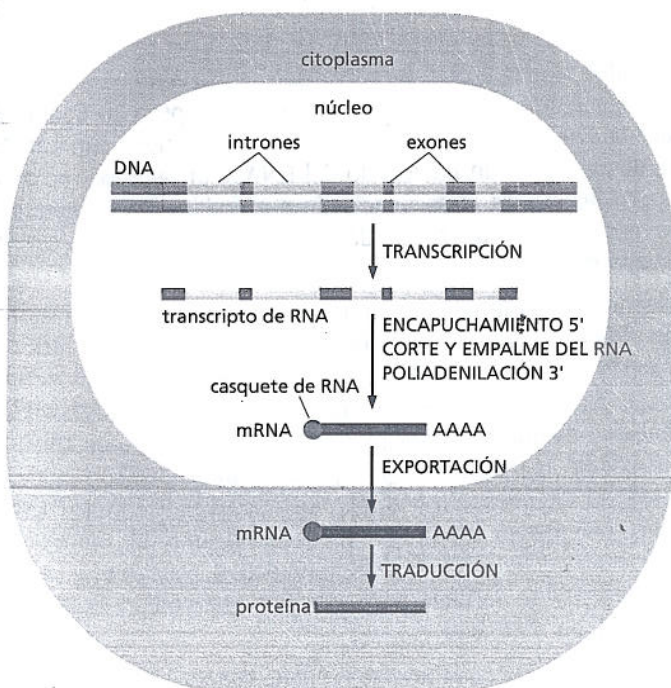 citoplasma
núcleo
intrones
exones
DNA
TRANSCRIPCIÓN
transcripto de RNA
ENCAPUCHAMIENTO 5'
CORTE Y EMPALME DEL RNA
POLIADENILACIÓN 3'
casquete de RNA
mRNA
AAAA
EXPORTACIÓN
mRNA
AAAA
TRADUCCIÓN
proteína